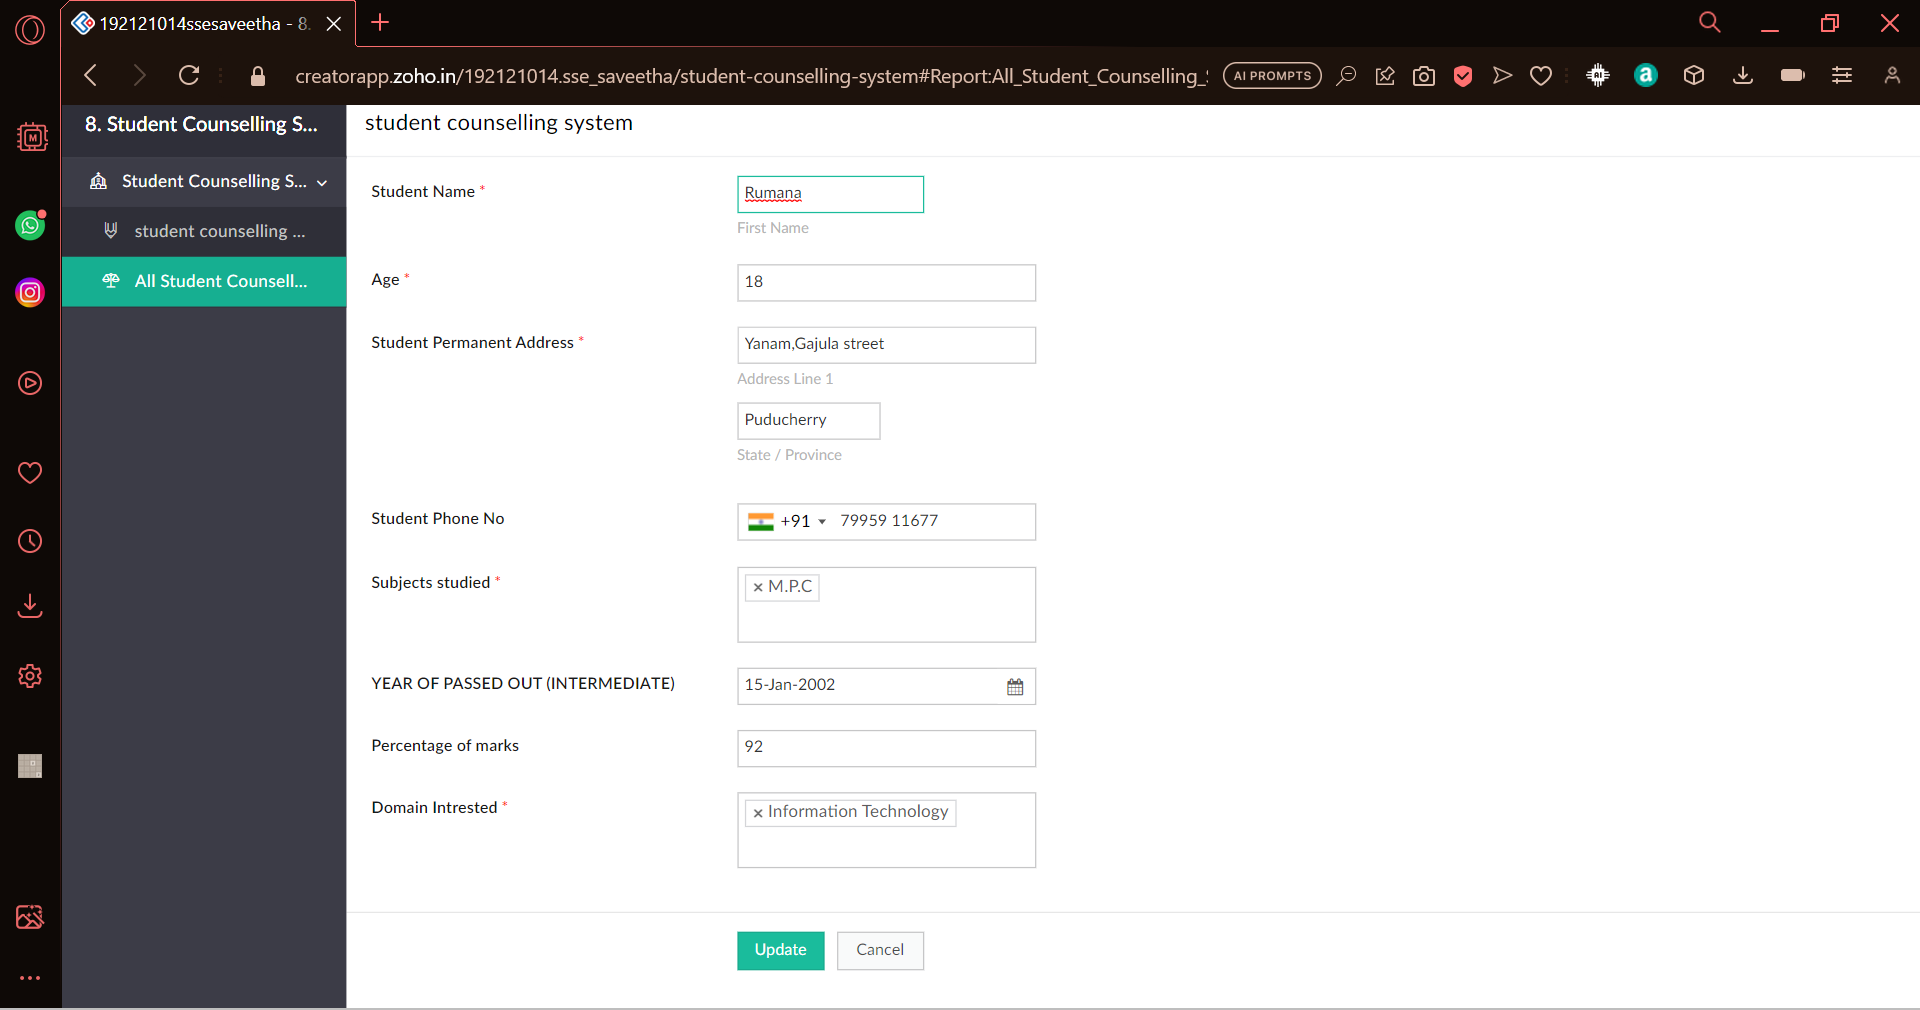 192121014ssesaveetha - 8.
creatorapp.zoho.in/192121014.sse_saveetha/student-counselling-system#Report:All_Student_Counselling_
AI PROMPTS
8. Student Counselling S...
student counselling system
Student Counselling S...
student counselling ...
All Student Counsell...
Student Name *
Rumana
First Name
Age *
18
Student Permanent Address *
Yanam,Gajula street
Address Line 1
Puducherry
State / Province
Student Phone No
+91 79959 11677
Subjects studied *
× M.P.C
YEAR OF PASSED OUT (INTERMEDIATE)
15-Jan-2002
Percentage of marks
92
Domain Intrested *
× Information Technology
Update
Cancel